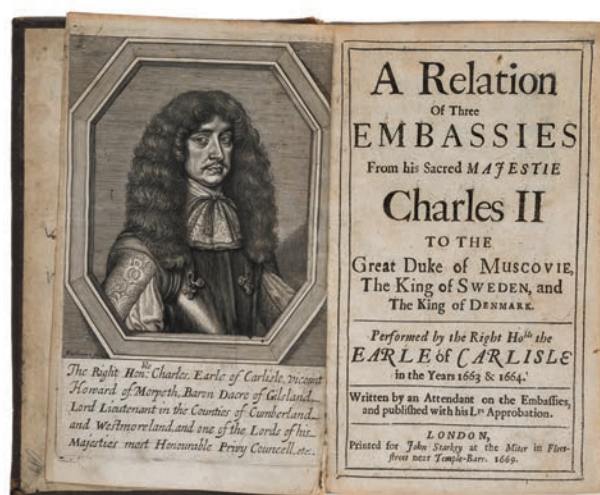 The Right Hon:ble Charles, Earle of Carlisle, vicount
Howard of Morpeth, Baron Dacre of Gilsland,
Lord Lieutenant in the Counties of Cumberland
and Westmoreland, and one of the Lords of his
Majesties most Honourable Privy Councell, etc.
A Relation
Of Three
EMBASSIES
From his Sacred MAJESTIE
Charles II
TO THE
Great Duke of MUSCOVIE,
The King of SWEDEN, and
The King of DENMARK.
Performed by the Right Hoble the
EARLE of CARLISLE
in the Years 1663 & 1664.
Written by an Attendant on the Embassies,
and published with his Lps Approbation.
LONDON,
Printed for John Starkey at the Miter in Fleet-
street near Temple-Barr. 1669.